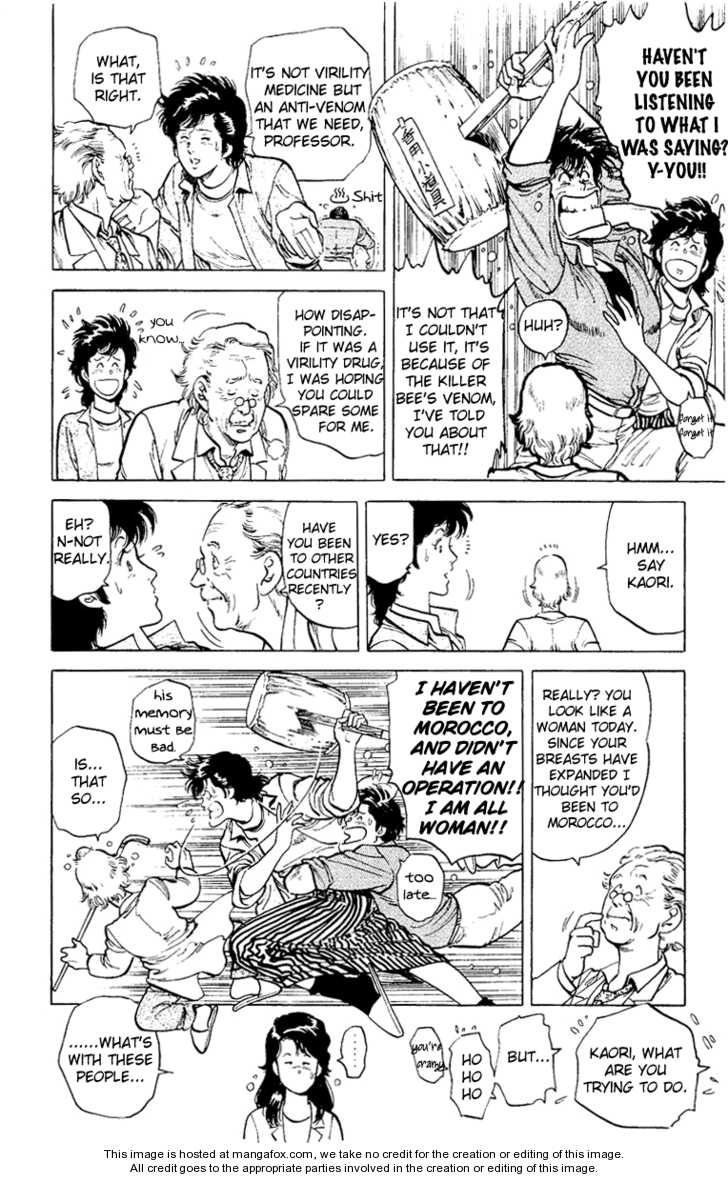 HAVEN'T
YOU BEEN
LISTENING
TO WHAT I
WAS SAYING?
Y-YOU!!
HUH?
IT'S NOT THAT
I COULDN'T
USE IT, IT'S
BECAUSE OF
THE KILLER
BEE'S VENOM,
I'VE TOLD
YOU ABOUT
THAT!!
Forget it
Forget it
IT'S NOT VIRILITY
MEDICINE BUT
AN ANTI-VENOM
THAT WE NEED,
PROFESSOR.
WHAT,
IS THAT
RIGHT.
Shit
HOW DISAP-
POINTING.
IF IT WAS A
VIRILITY DRUG,
I WAS HOPING
YOU COULD
SPARE SOME
FOR ME.
you
know...
HMM...
SAY
KAORI.
YES?
HAVE
YOU BEEN
TO OTHER
COUNTRIES
RECENTLY
?
EH?
N-NOT
REALLY.
REALLY? YOU
LOOK LIKE A
WOMAN TODAY.
SINCE YOUR
BREASTS HAVE
EXPANDED I
THOUGHT YOU'D
BEEN TO
MOROCCO...
I HAVEN'T
BEEN TO
MOROCCO,
AND DIDN'T
HAVE AN
OPERATION!!
I AM ALL
WOMAN!!
too
late...
his
memory
must be
bad.
IS...
THAT
SO...
KAORI, WHAT
ARE YOU
TRYING TO DO.
BUT...
HO
HO
HO
you're
crazy.
......
......WHAT'S
WITH THESE
PEOPLE...
This image is hosted at mangafox.com, we take no credit for the creation or editing of this image.
All credit goes to the appropriate parties involved in the creation or editing of this image.